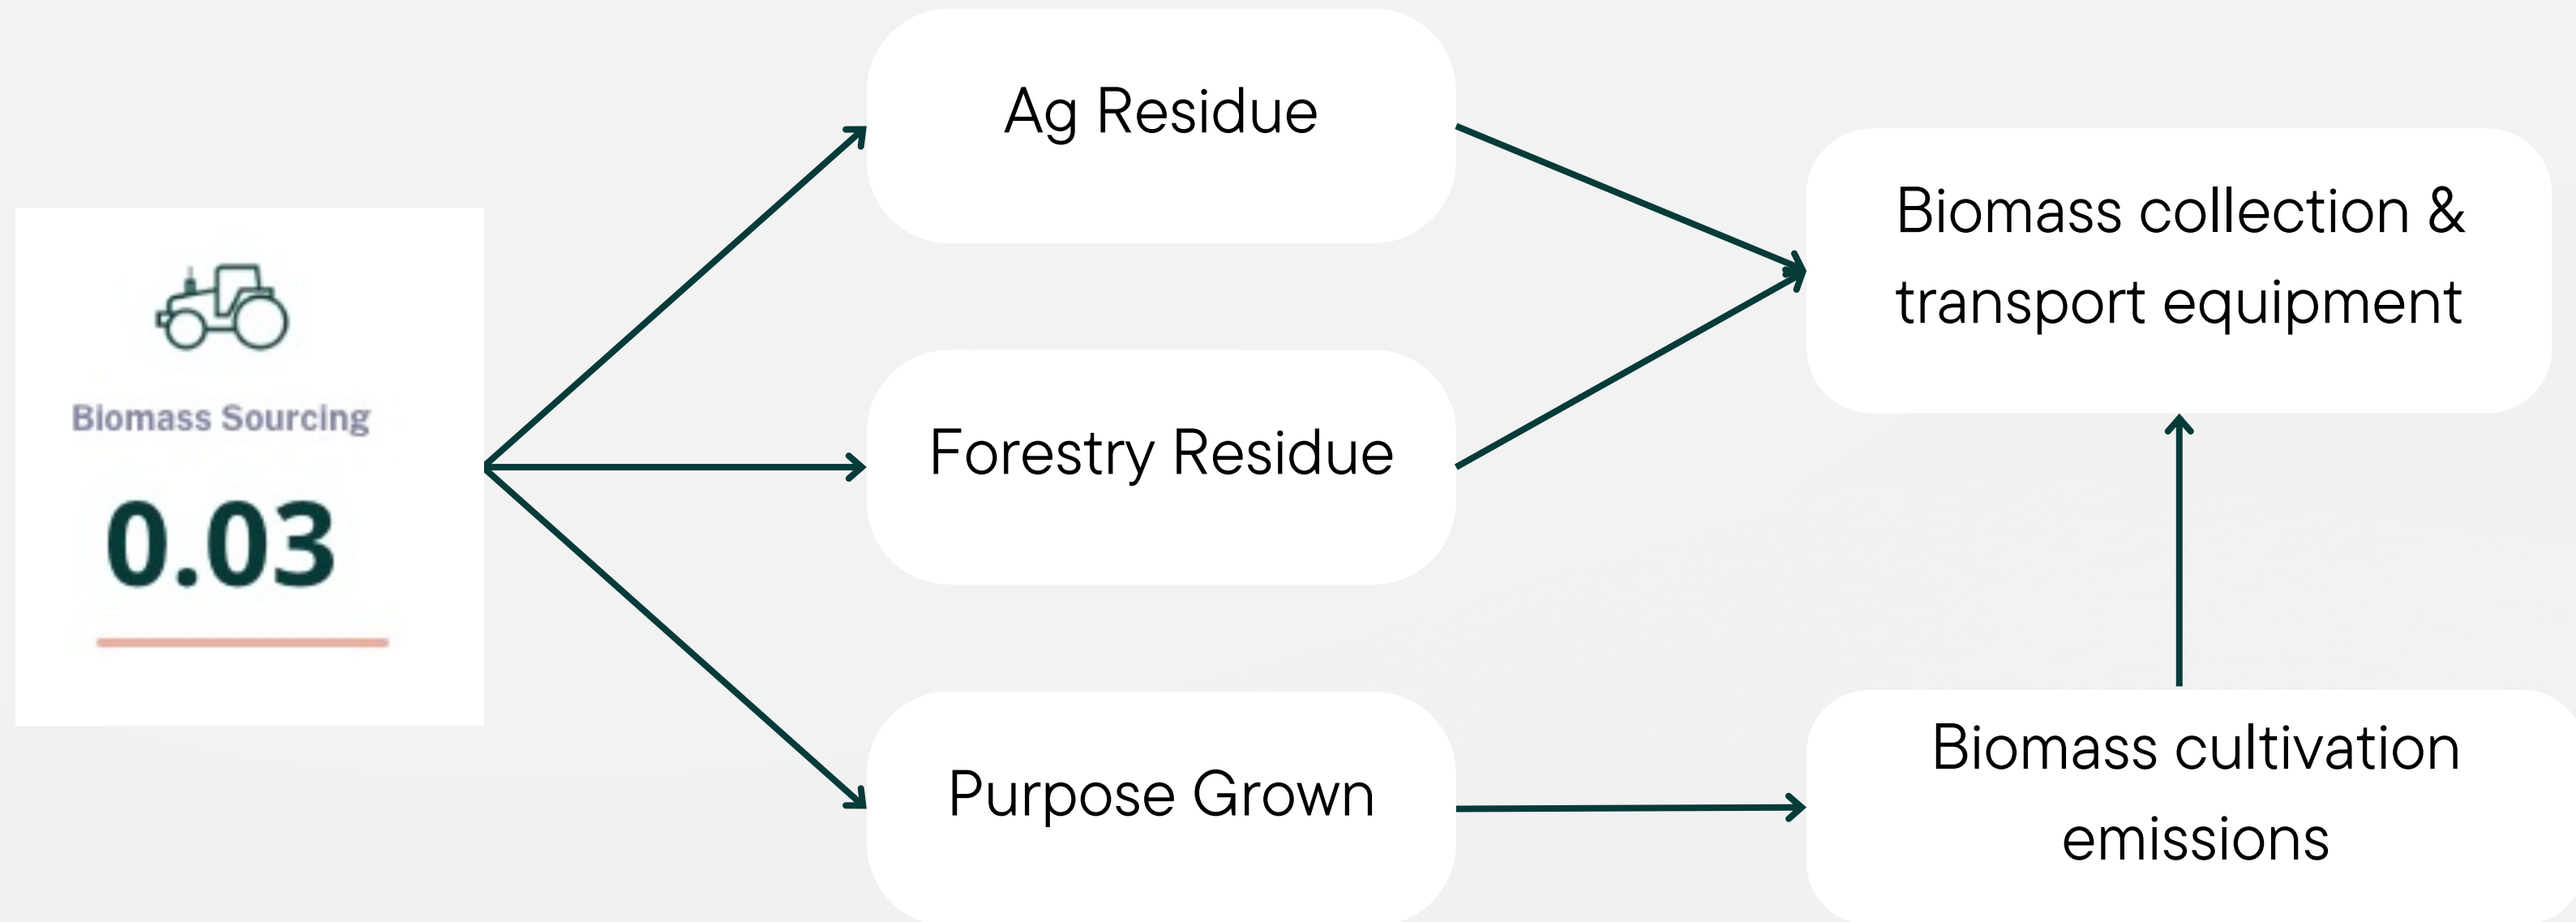 Biomass Sourcing
0.03
Ag Residue
Forestry Residue
Purpose Grown
Biomass collection &
transport equipment
Biomass cultivation
emissions